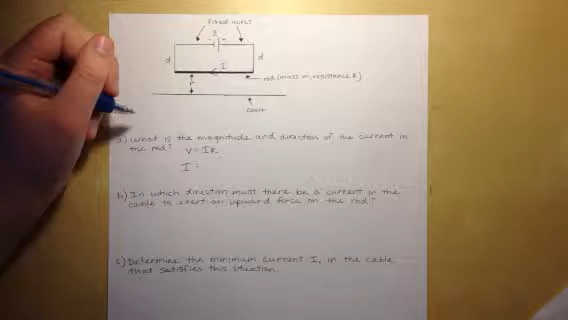 fixed wires
ε
- +
d
d
I
rod (mass m, resistance R)
r
cable
a) What is the magnitude and direction of the current in
the rod?
V = IR
I =
b) In which direction must there be a current in the
cable to exert an upward force on the rod?
c) Determine the minimum current I, in the cable
that satisfies this situation.